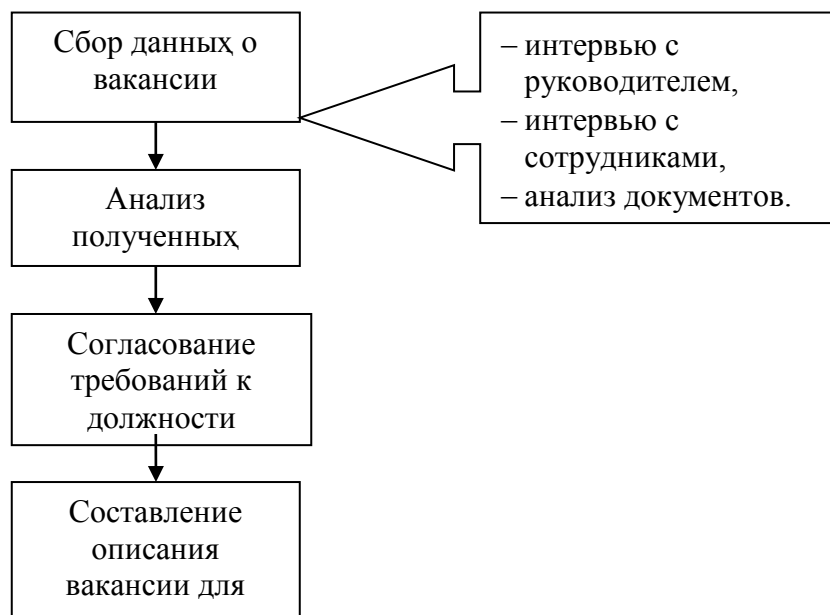 Сбор данных о
вакансии
– интервью с
руководителем,
– интервью с
сотрудниками,
– анализ документов.
Анализ
полученных
Согласование
требований к
должности
Составление
описания
вакансии для